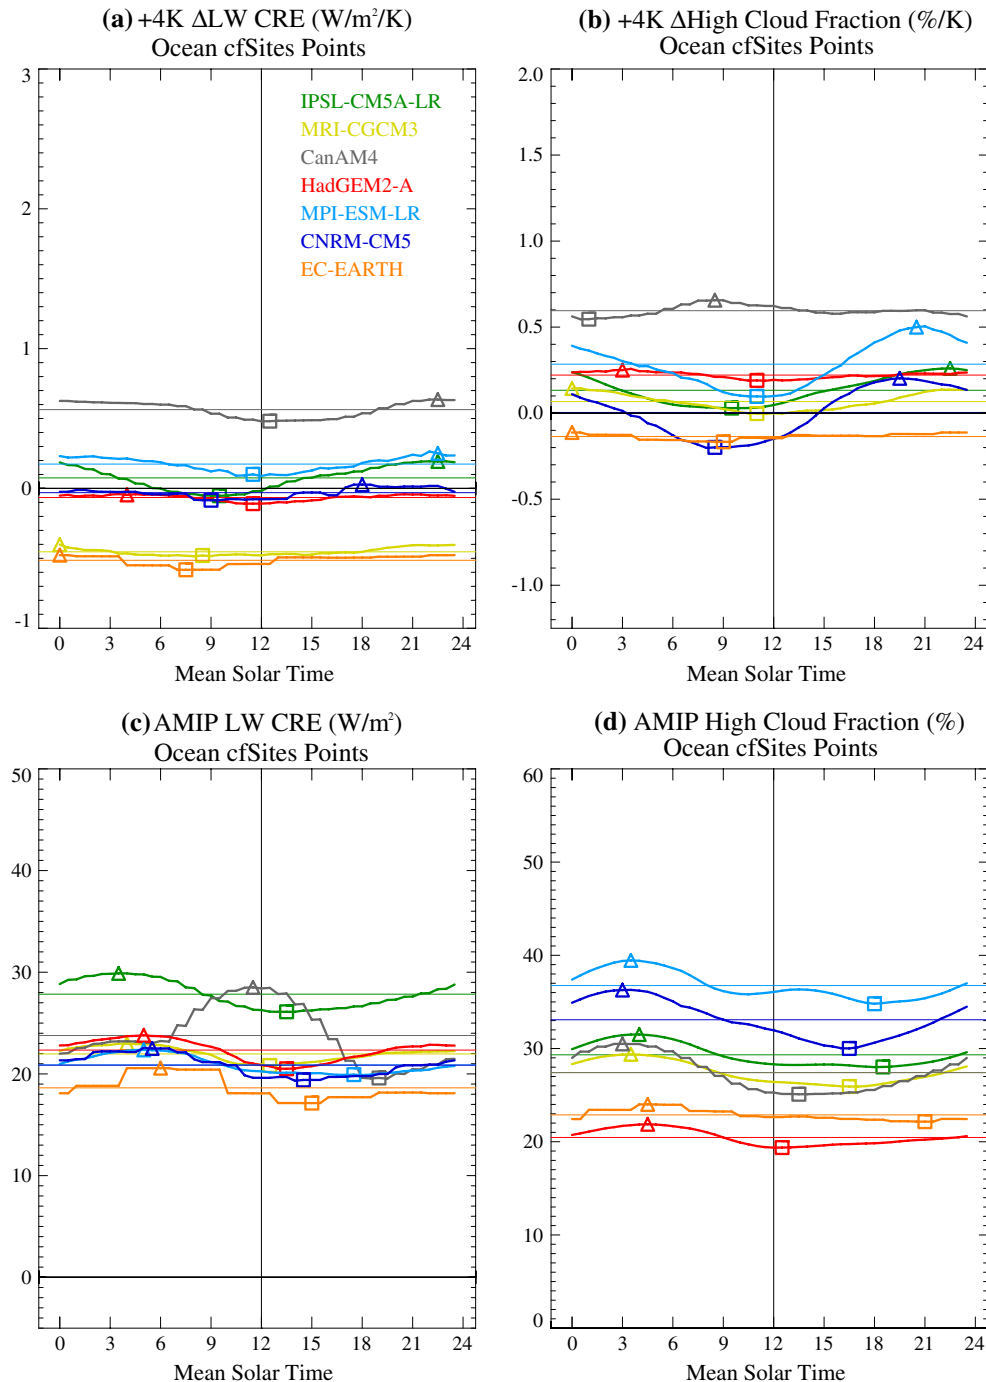 (a) +4K ΔLW CRE (W/m²/K)
Ocean cfSites Points
3
2
1
0
-1
IPSL-CM5A-LR
MRI-CGCM3
CanAM4
HadGEM2-A
MPI-ESM-LR
CNRM-CM5
EC-EARTH
0 3 6 9 12 15 18 21 24
Mean Solar Time
(b) +4K ΔHigh Cloud Fraction (%/K)
Ocean cfSites Points
2.0
1.5
1.0
0.5
0.0
-0.5
-1.0
0 3 6 9 12 15 18 21 24
Mean Solar Time
(c) AMIP LW CRE (W/m²)
Ocean cfSites Points
50
40
30
20
10
0
0 3 6 9 12 15 18 21 24
Mean Solar Time
(d) AMIP High Cloud Fraction (%)
Ocean cfSites Points
60
50
40
30
20
10
0
0 3 6 9 12 15 18 21 24
Mean Solar Time